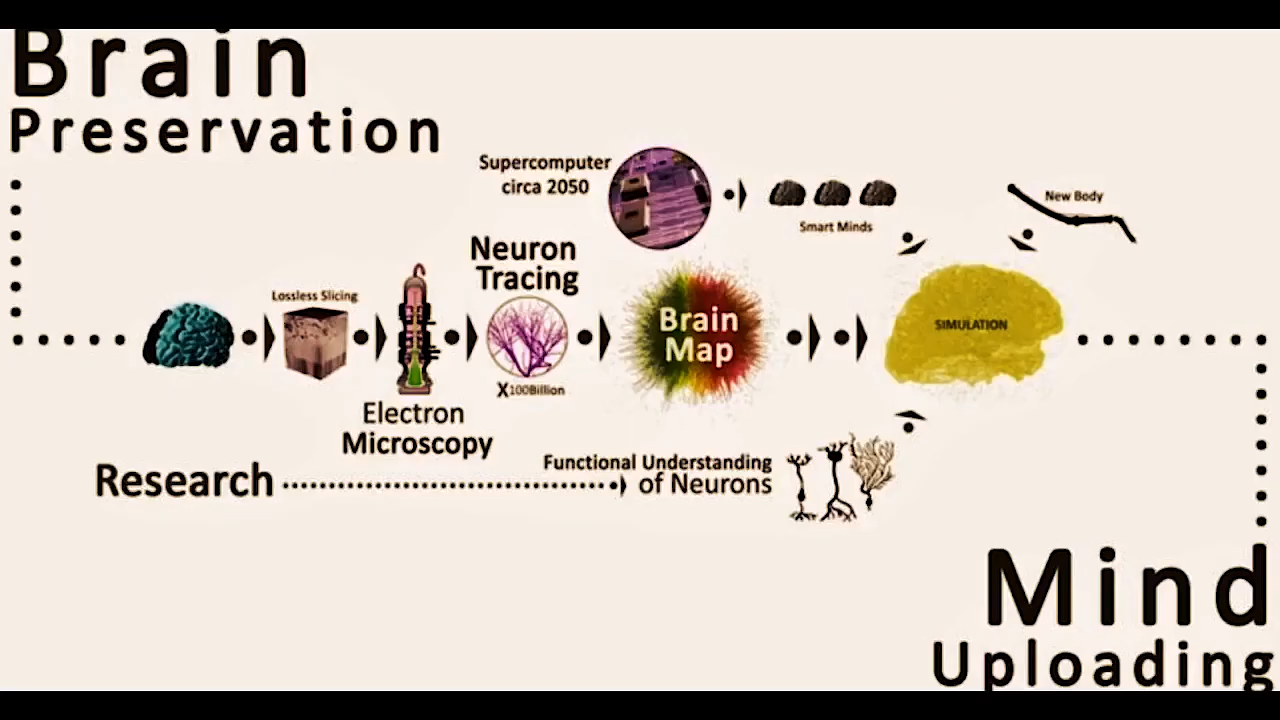 Brain
Preservation
Supercomputer
circa 2050
Smart Minds
New Body
Neuron
Tracing
Lossless Slicing
Brain
Map
SIMULATION
X100Billion
Electron
Microscopy
Research
Functional Understanding
of Neurons
Mind
Uploading